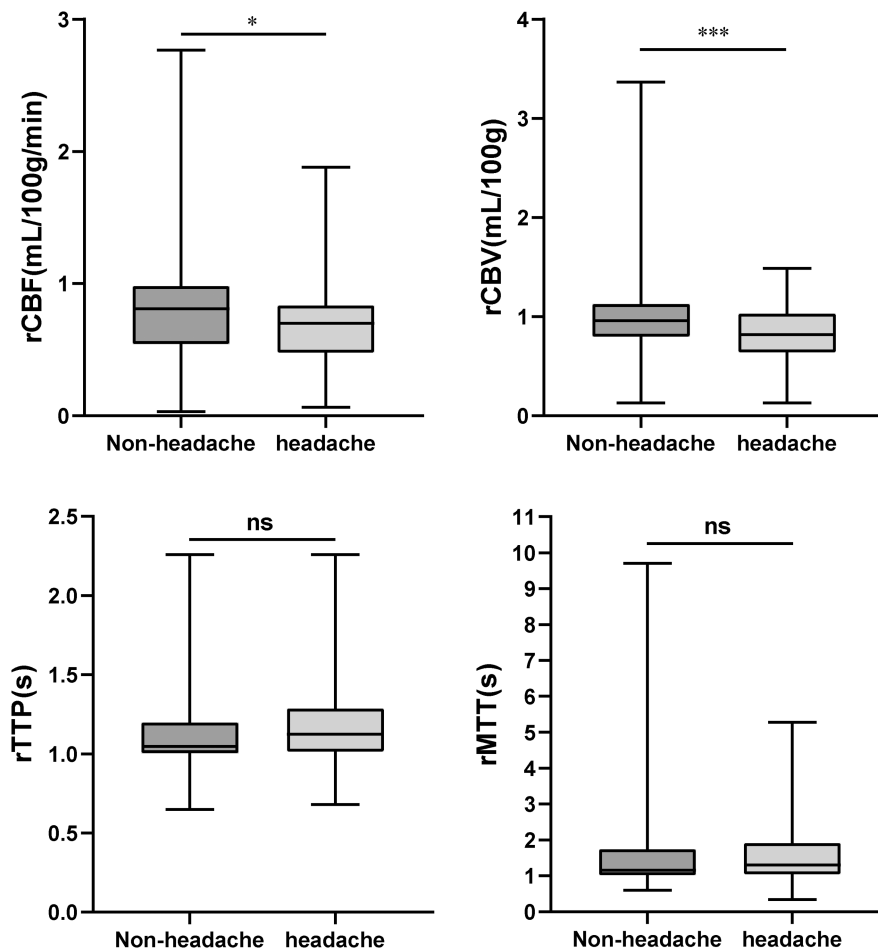 rCBF(mL/100g/min)
3
2
1
0
*
Non-headache
headache
rCBV(mL/100g)
4
3
2
1
0
***
Non-headache
headache
rTTP(s)
2.5
2.0
1.5
1.0
0.5
0.0
ns
Non-headache
headache
rMTT(s)
11
10
9
8
7
6
5
4
3
2
1
0
ns
Non-headache
headache